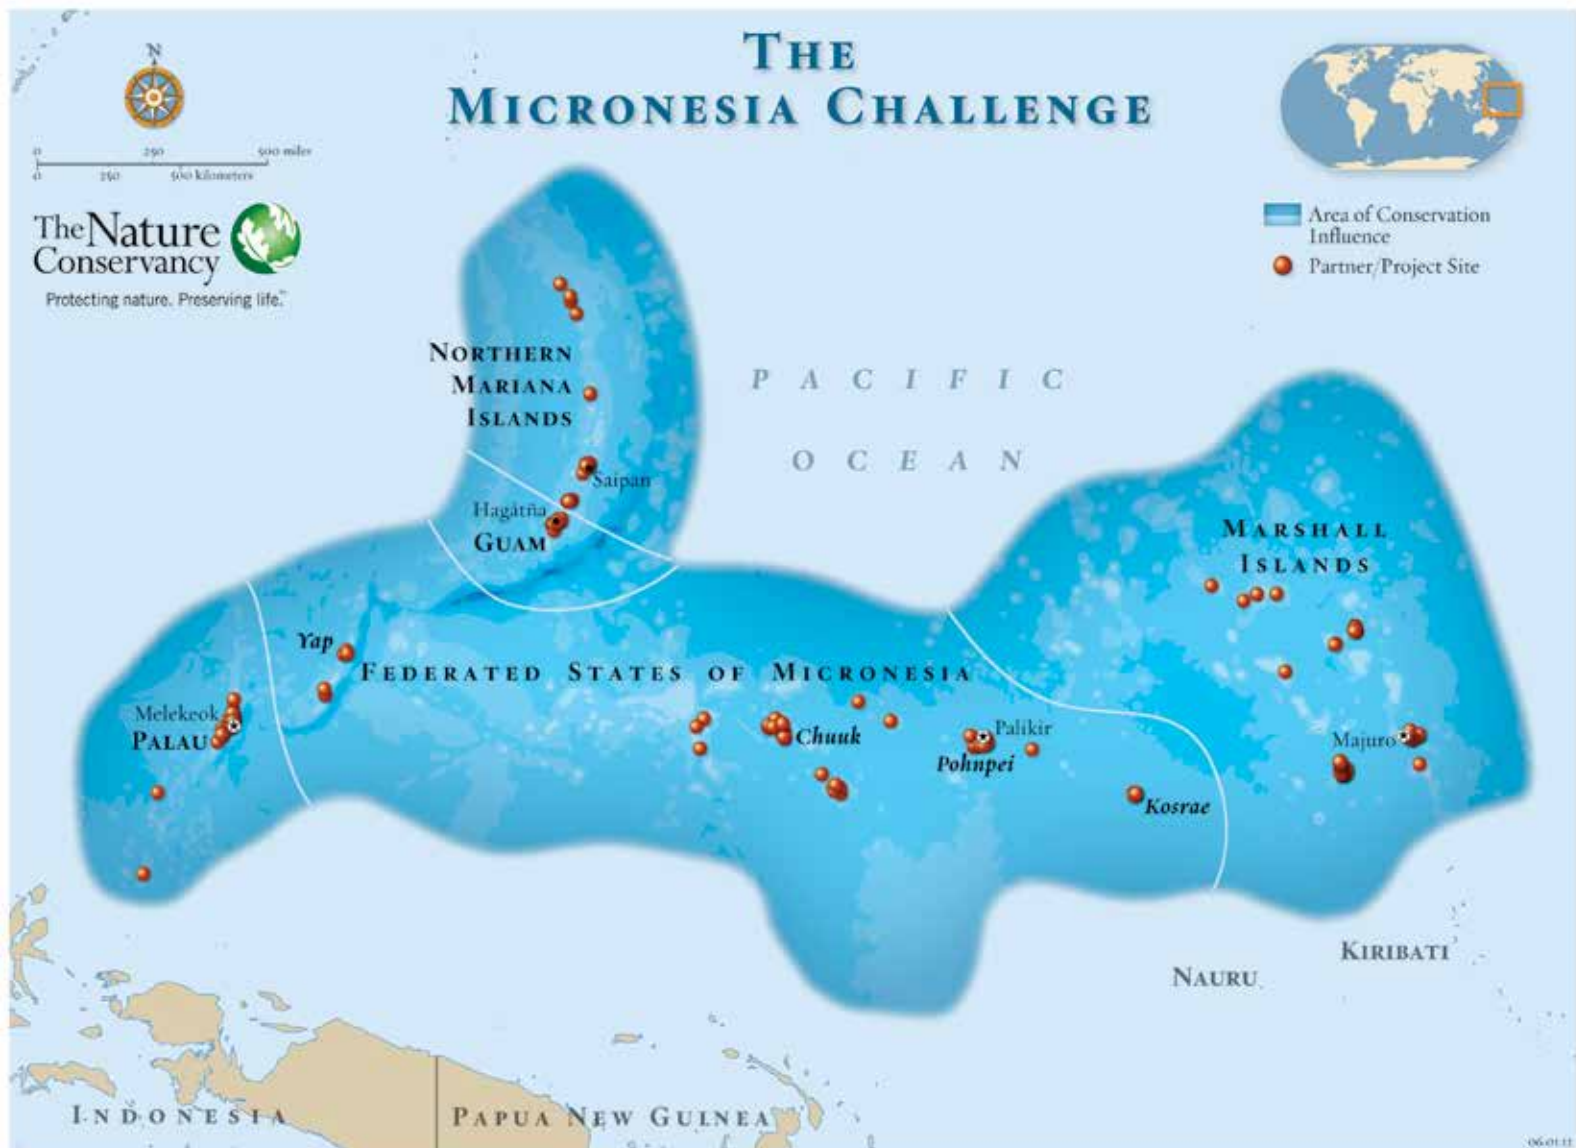 THE
MICRONESIA CHALLENGE
N
0 250 500 miles
0 250 500 kilometers
The Nature
Conservancy
Protecting nature. Preserving life.™
Area of Conservation
Influence
Partner/Project Site
NORTHERN
MARIANA
ISLANDS
PACIFIC
OCEAN
Saipan
Hagåtña
GUAM
MARSHALL
ISLANDS
Yap
FEDERATED STATES OF MICRONESIA
Melekeok
PALAU
Chuuk
Palikir
Pohnpei
Majuro
Kosrae
KIRIBATI
NAURU
INDONESIA
PAPUA NEW GUINEA